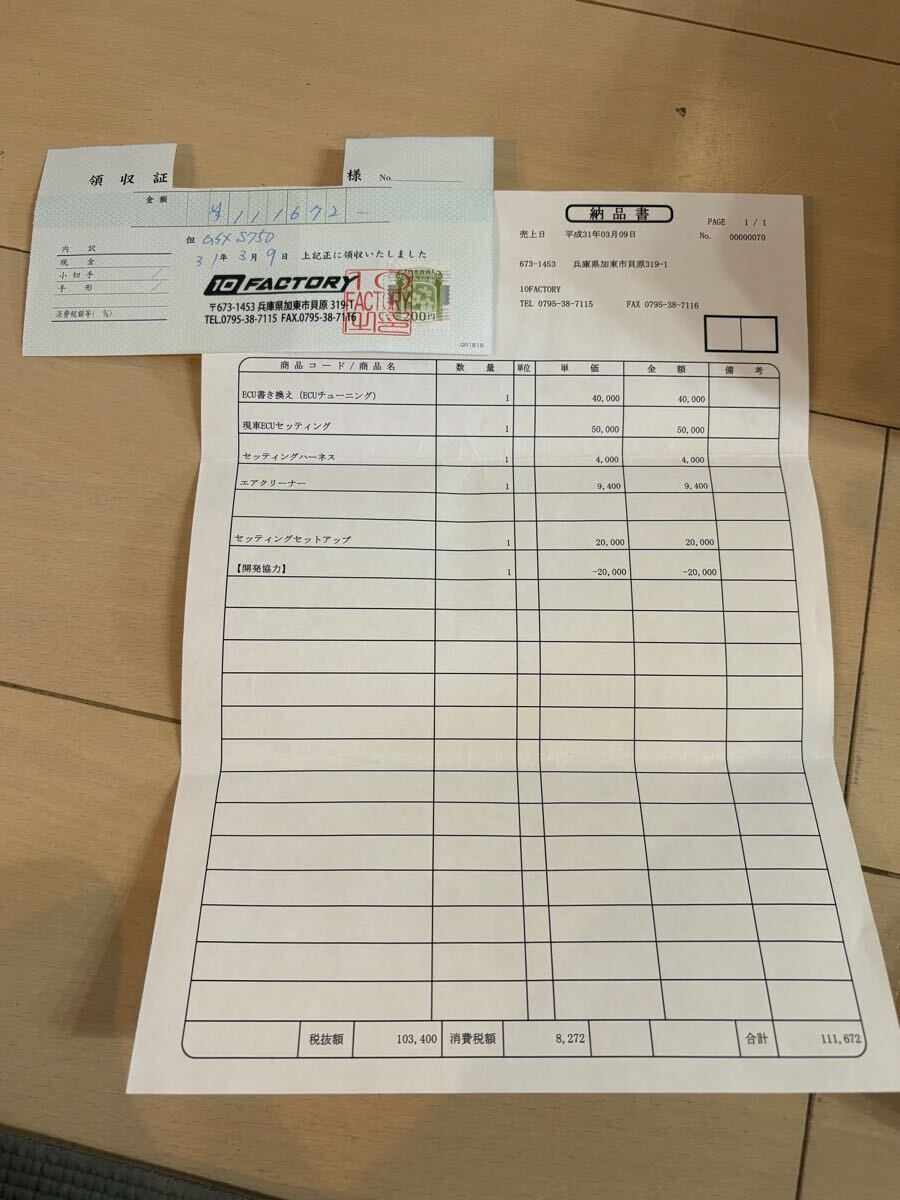 領収証 様 No.
金額 ¥111672-
但 GSX S750
内訳
現金
小切手
手形
消費税額等( %)
31年3月9日 上記正に領収いたしました
10 FACTORY
〒673-1453 兵庫県加東市貝原 319-1
TEL.0795-38-7115 FAX.0795-38-7116
FACTORY
200円
GR1618
納品書
PAGE 1 / 1
売上日 平成31年03月09日 No. 00000070
673-1453 兵庫県加東市貝原319-1
10FACTORY
TEL 0795-38-7115 FAX 0795-38-7116
商品コード/商品名 数量 単位 単価 金額 備考
ECU書き換え (ECUチューニング) 1 40,000 40,000
現車ECUセッティング 1 50,000 50,000
セッティングハーネス 1 4,000 4,000
エアクリーナー 1 9,400 9,400
セッティングセットアップ 1 20,000 20,000
【開発協力】 1 -20,000 -20,000
税抜額 103,400 消費税額 8,272 合計 111,672